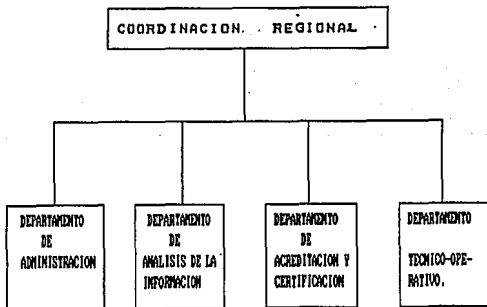 COORDINACION.. REGIONAL
DEPARTAMENTO
DE
ADMINISTRACION
DEPARTAMENTO
DE
ANALISIS DE LA
INFORMACION
DEPARTAMENTO
DE
ACREDITACION Y
CERTIFICACION
DEPARTAMENTO
TECNICO-OPE-
RATIVO.